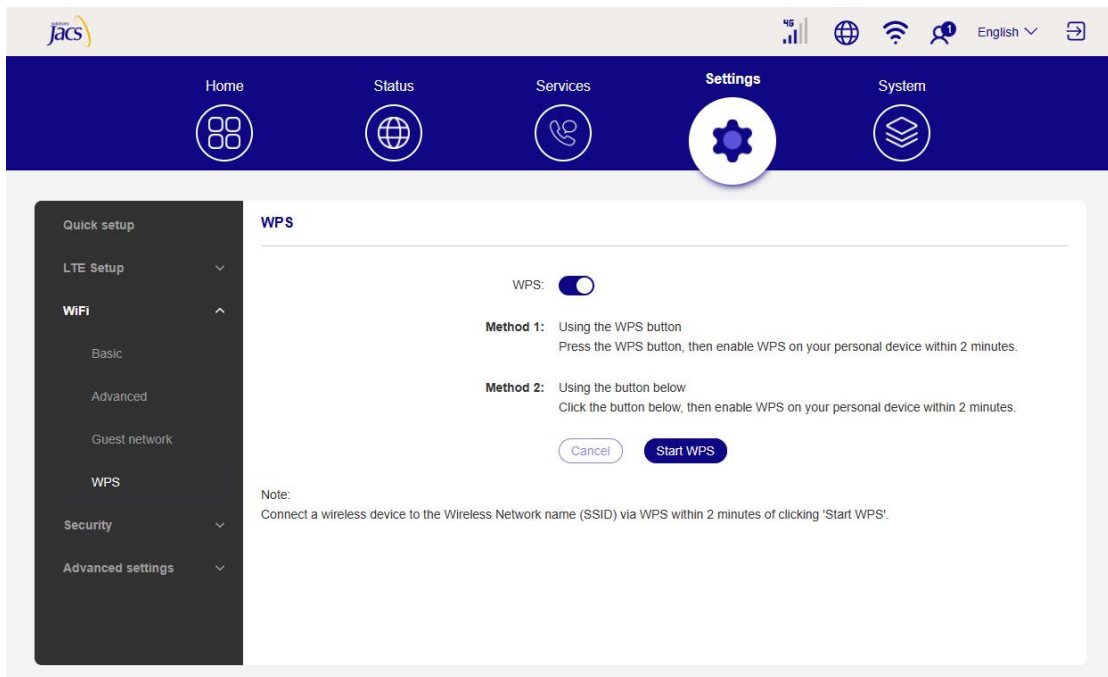 jacs
4G
1
English
Home
Status
Services
Settings
System
Quick setup
LTE Setup
WiFi
Basic
Advanced
Guest network
WPS
Security
Advanced settings
WPS
WPS:
Method 1: Using the WPS button
Press the WPS button, then enable WPS on your personal device within 2 minutes.
Method 2: Using the button below
Click the button below, then enable WPS on your personal device within 2 minutes.
Cancel Start WPS
Note:
Connect a wireless device to the Wireless Network name (SSID) via WPS within 2 minutes of clicking 'Start WPS'.